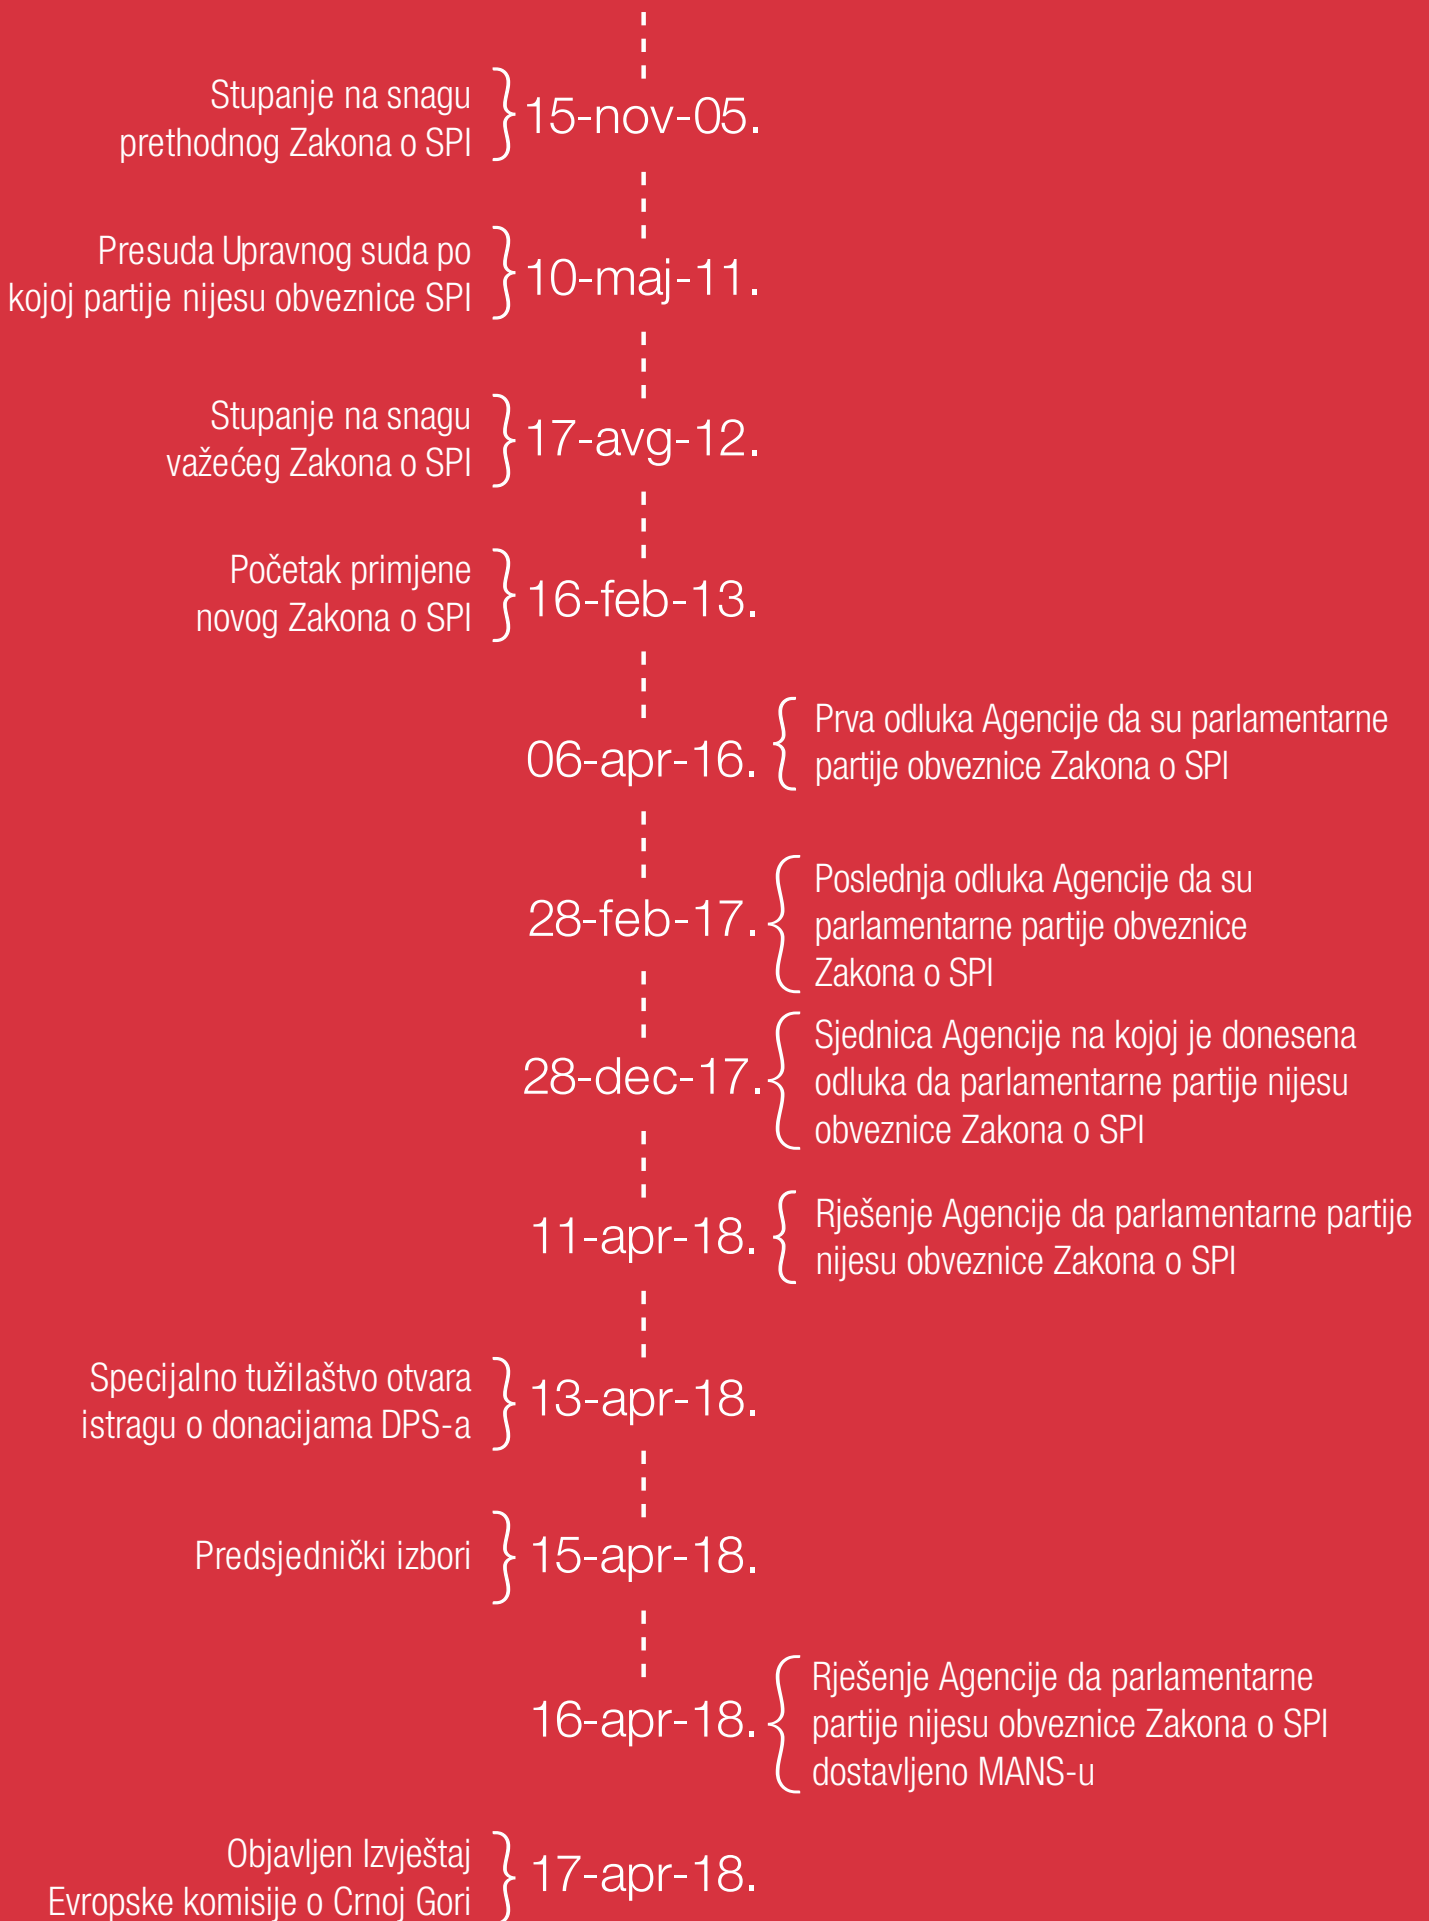 Stupanje na snagu
prethodnog Zakona o SPI
15-nov-05.
Presuda Upravnog suda po
kojoj partije nijesu obveznice SPI
10-maj-11.
Stupanje na snagu
važećeg Zakona o SPI
17-avg-12.
Početak primjene
novog Zakona o SPI
16-feb-13.
06-apr-16.
Prva odluka Agencije da su parlamentarne
partije obveznice Zakona o SPI
28-feb-17.
Poslednja odluka Agencije da su
parlamentarne partije obveznice
Zakona o SPI
28-dec-17.
Sjednica Agencije na kojoj je donesena
odluka da parlamentarne partije nijesu
obveznice Zakona o SPI
11-apr-18.
Rješenje Agencije da parlamentarne partije
nijesu obveznice Zakona o SPI
Specijalno tužilaštvo otvara
istragu o donacijama DPS-a
13-apr-18.
Predsjednički izbori
15-apr-18.
16-apr-18.
Rješenje Agencije da parlamentarne
partije nijesu obveznice Zakona o SPI
dostavljeno MANS-u
Objavljen Izvještaj
Evropske komisije o Crnoj Gori
17-apr-18.